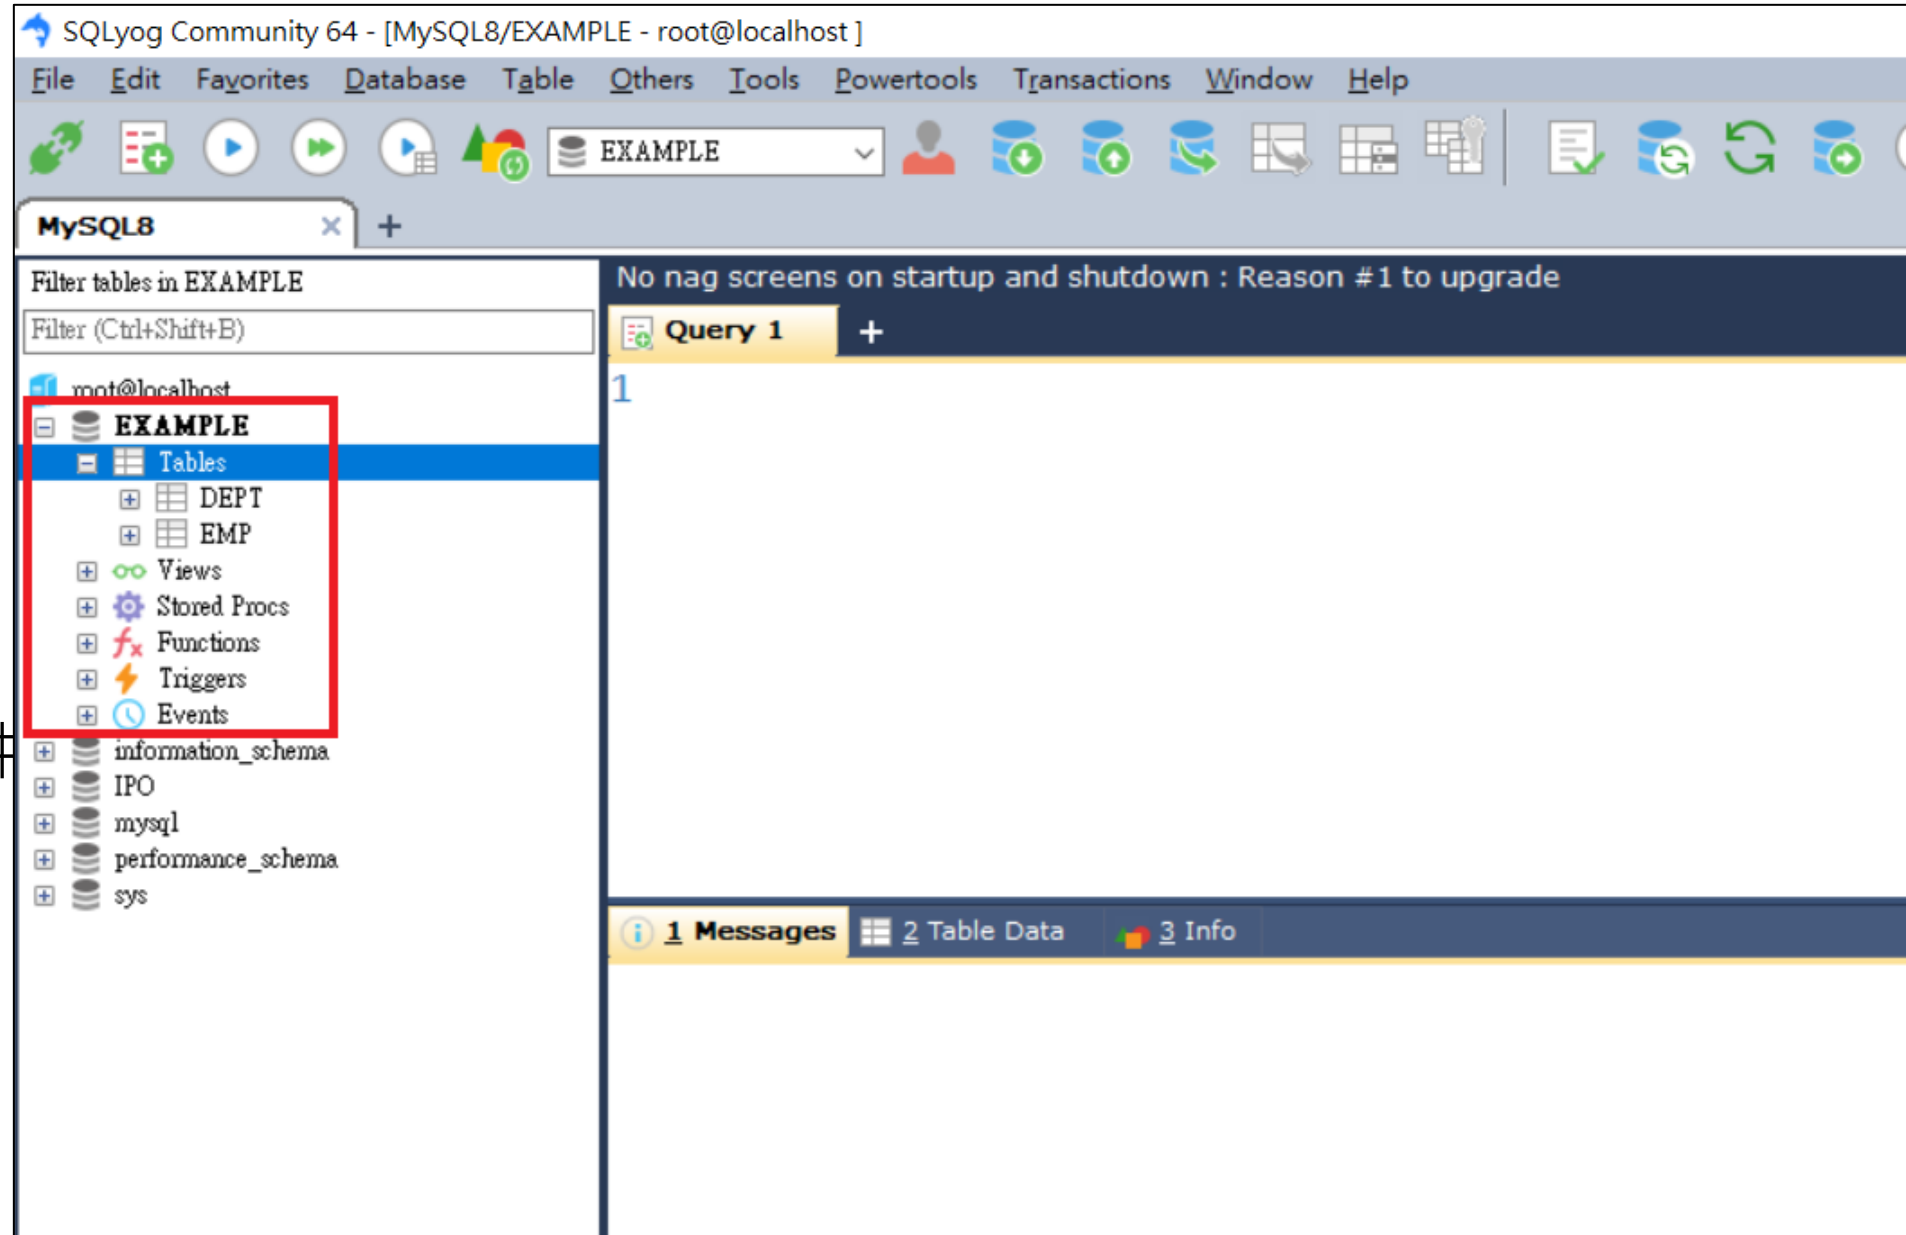 SQLyog Community 64 - [MySQL8/EXAMPLE - root@localhost ]
File Edit Favorites Database Table Others Tools Powertools Transactions Window Help
EXAMPLE
MySQL8
Filter tables in EXAMPLE
Filter (Ctrl+Shift+B)
root@localhost
EXAMPLE
Tables
DEPT
EMP
Views
Stored Procs
Functions
Triggers
Events
information_schema
IPO
mysql
performance_schema
sys
No nag screens on startup and shutdown : Reason #1 to upgrade
Query 1
1
1 Messages 2 Table Data 3 Info